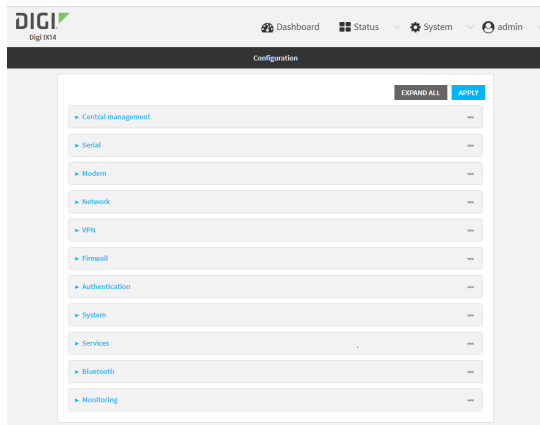 DIGI
Digi IX14
Dashboard Status System admin
Configuration
EXPAND ALL APPLY
Central management
Serial
Modem
Network
VPN
Firewall
Authentication
System
Services
Bluetooth
Monitoring